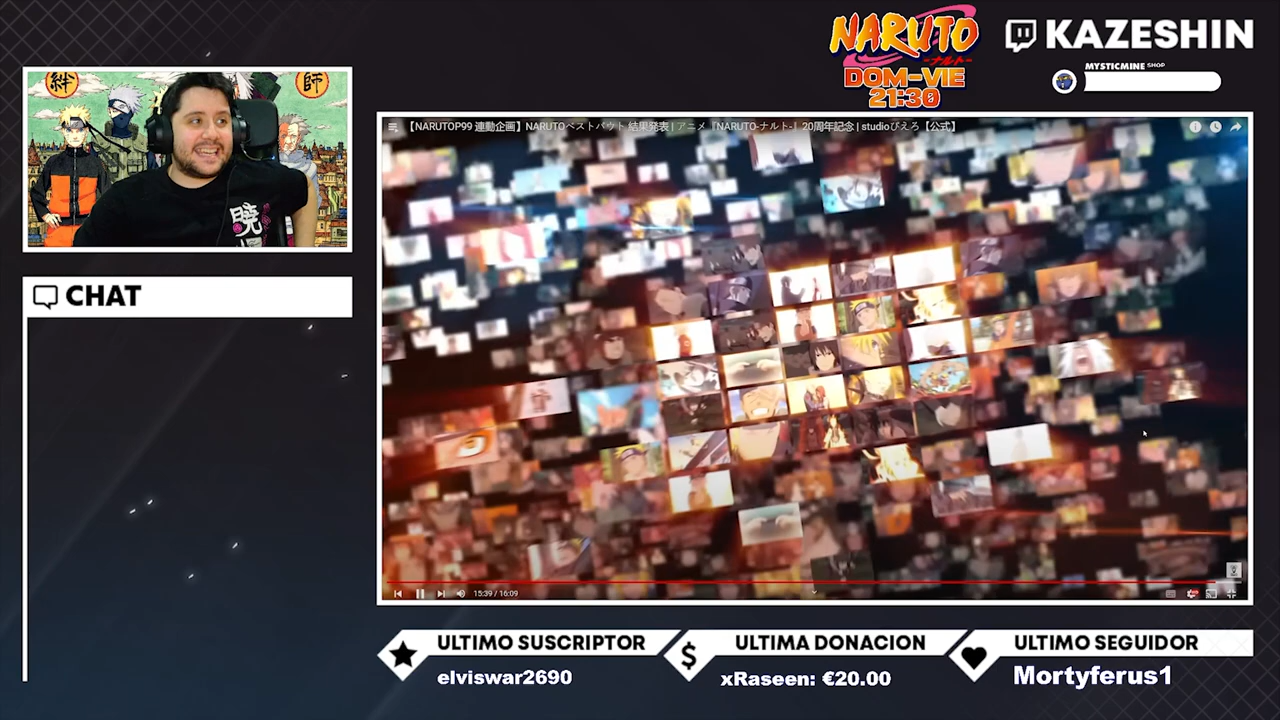 NARUTO
-ナルト-
DOM-VIE
21:30
KAZESHIN
MYSTICMINE SHOP
絆
師
暁
CHAT
【NARUTOP99 連動企画】NARUTOベストバウト 結果発表 | アニメ『NARUTO-ナルト-』20周年記念 | studioぴえろ【公式】
15:39 / 16:09
ULTIMO SUSCRIPTOR
elviswar2690
$
ULTIMA DONACION
xRaseen: €20.00
ULTIMO SEGUIDOR
Mortyferus1